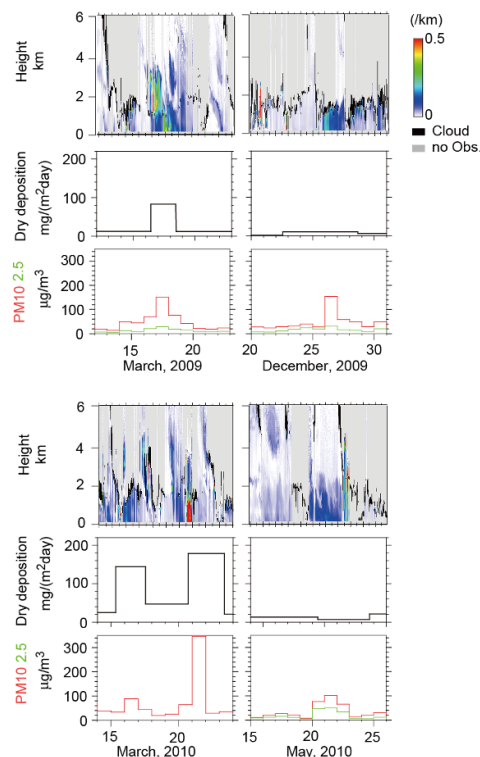 (/km)
6
4
2
0
Height
km
0.5
0
Cloud
no Obs.
200
100
0
Dry deposition
mg/(m2day)
300
200
100
0
PM10 2.5
µg/m3
15 20
March, 2009
20 25 30
December, 2009
6
4
2
0
Height
km
200
100
0
Dry deposition
mg/(m2day)
300
200
100
0
PM10 2.5
µg/m3
15 20
March, 2010
15 20 25
May, 2010